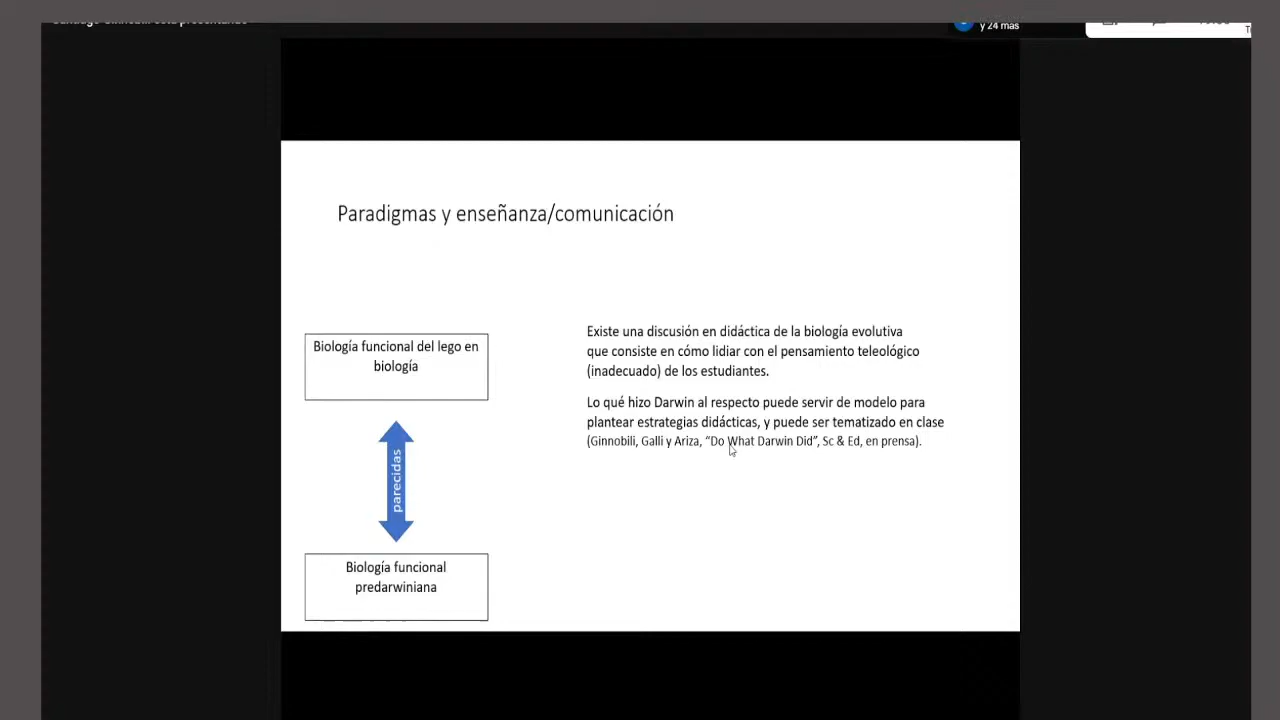 y 24 más
Paradigmas y enseñanza/comunicación
Biología funcional del lego en
biología
parecidas
Biología funcional
predarwiniana
Existe una discusión en didáctica de la biología evolutiva
que consiste en cómo lidiar con el pensamiento teleológico
(inadecuado) de los estudiantes.
Lo qué hizo Darwin al respecto puede servir de modelo para
plantear estrategias didácticas, y puede ser tematizado en clase
(Ginnobili, Galli y Ariza, “Do What Darwin Did”, Sc & Ed, en prensa).